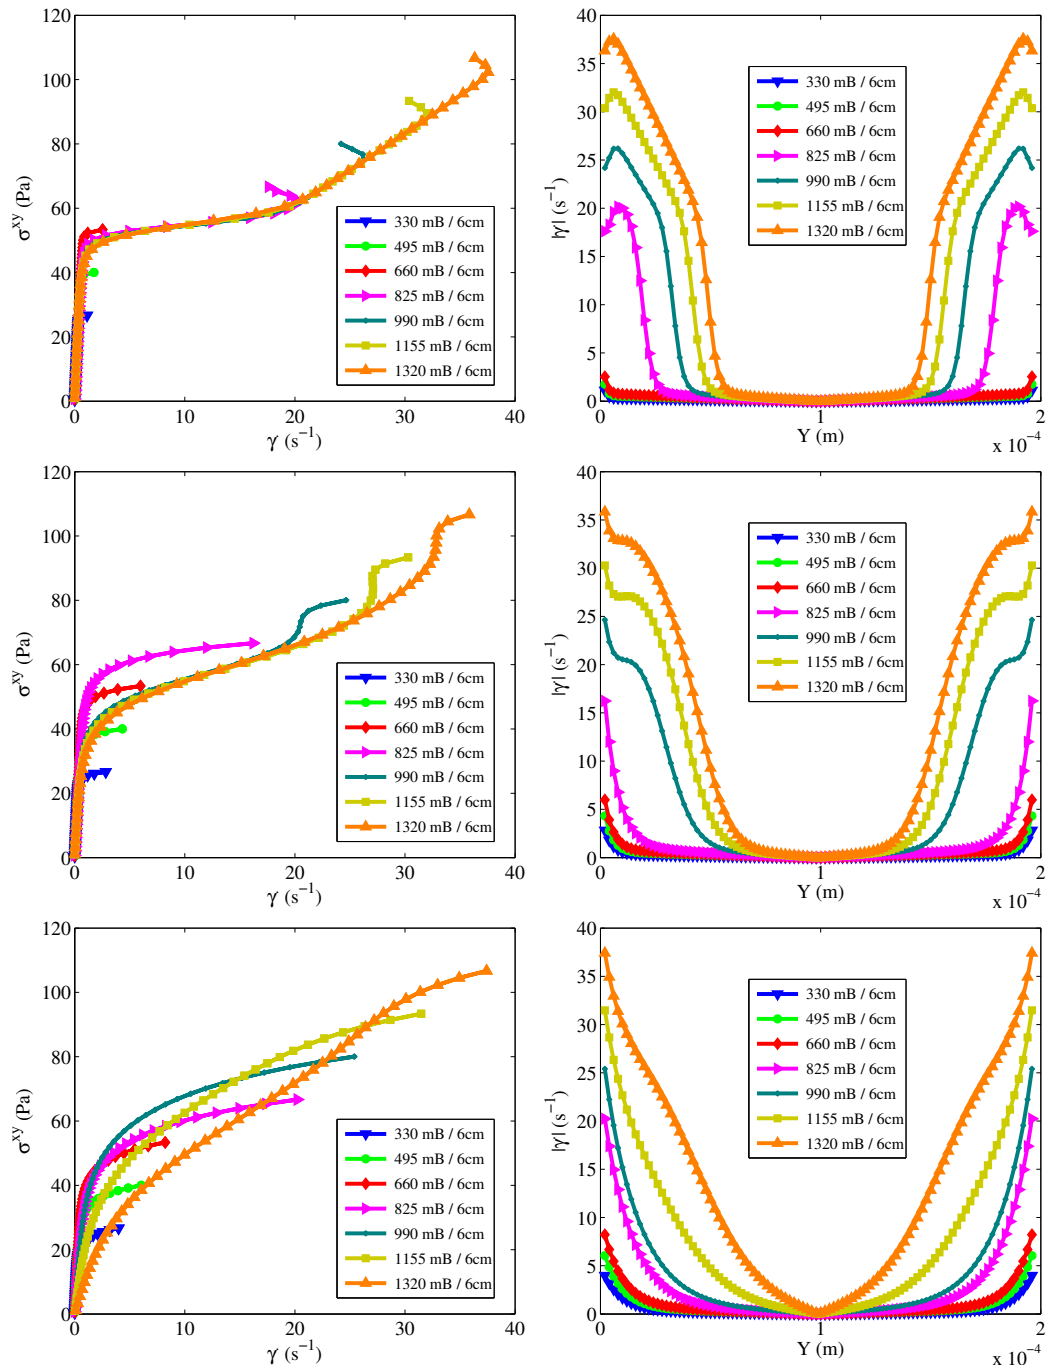 120
100
80
60
40
20
0
σxy (Pa)
0 10 20 30 40
γ̇ (s−1)
330 mB / 6cm
495 mB / 6cm
660 mB / 6cm
825 mB / 6cm
990 mB / 6cm
1155 mB / 6cm
1320 mB / 6cm
40
35
30
25
20
15
10
5
0
|γ̇| (s−1)
0 1 2
Y (m)
x 10−4
330 mB / 6cm
495 mB / 6cm
660 mB / 6cm
825 mB / 6cm
990 mB / 6cm
1155 mB / 6cm
1320 mB / 6cm
120
100
80
60
40
20
0
σxy (Pa)
0 10 20 30 40
γ̇ (s−1)
330 mB / 6cm
495 mB / 6cm
660 mB / 6cm
825 mB / 6cm
990 mB / 6cm
1155 mB / 6cm
1320 mB / 6cm
40
35
30
25
20
15
10
5
0
|γ̇| (s−1)
0 1 2
Y (m)
x 10−4
330 mB / 6cm
495 mB / 6cm
660 mB / 6cm
825 mB / 6cm
990 mB / 6cm
1155 mB / 6cm
1320 mB / 6cm
120
100
80
60
40
20
0
σxy (Pa)
0 10 20 30 40
γ̇ (s−1)
330 mB / 6cm
495 mB / 6cm
660 mB / 6cm
825 mB / 6cm
990 mB / 6cm
1155 mB / 6cm
1320 mB / 6cm
40
35
30
25
20
15
10
5
0
|γ̇| (s−1)
0 1 2
Y (m)
x 10−4
330 mB / 6cm
495 mB / 6cm
660 mB / 6cm
825 mB / 6cm
990 mB / 6cm
1155 mB / 6cm
1320 mB / 6cm